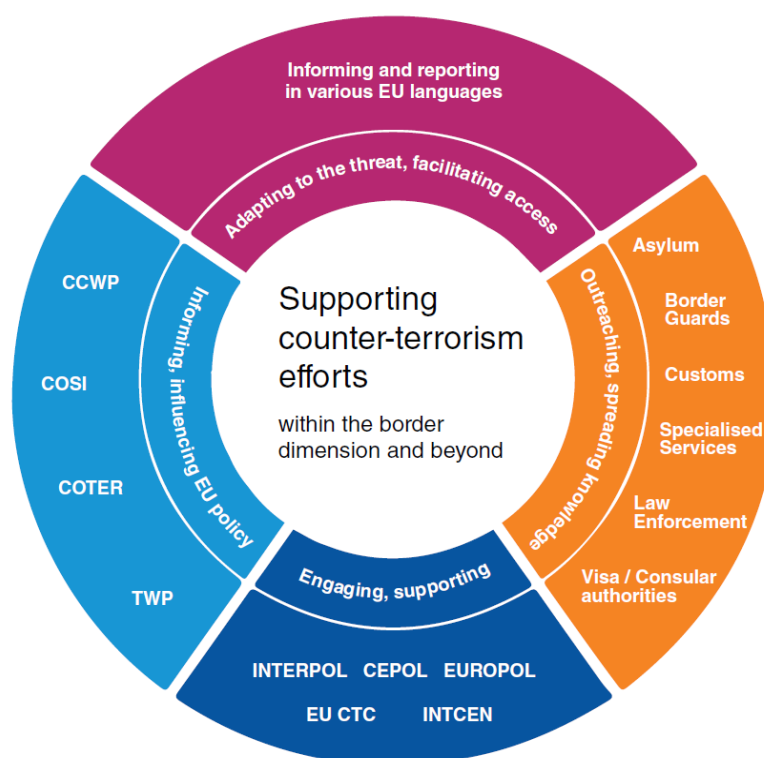 Informing and reporting
in various EU languages
Adapting to the threat, facilitating access
Supporting
counter-terrorism
efforts
within the border
dimension and beyond
Informing, influencing EU policy
CCWP
COSI
COTER
TWP
Outreaching, spreading knowledge
Asylum
Border
Guards
Customs
Specialised
Services
Law
Enforcement
Visa / Consular
authorities
Engaging, supporting
INTERPOL CEPOL EUROPOL
EU CTC INTCEN